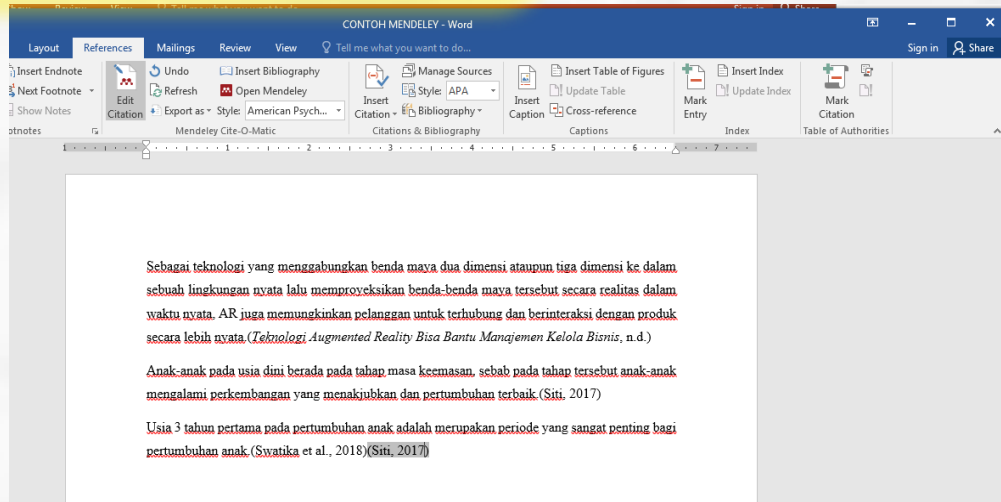 CONTOH MENDELEY - Word
Layout References Mailings Review View Tell me what you want to do... Sign in Share
Insert Endnote
Next Footnote
Show Notes
Edit Citation
Undo
Refresh
Export as
Insert Bibliography
Open Mendeley
Style: American Psych...
Mendeley Cite-O-Matic
Insert Citation
Manage Sources
Style: APA
Bibliography
Citations & Bibliography
Insert Caption
Insert Table of Figures
Update Table
Cross-reference
Captions
Mark Entry
Insert Index
Update Index
Index
Mark Citation
Table of Authorities
1 1 2 3 4 5 6 7
Sebagai teknologi yang menggabungkan benda maya dua dimensi ataupun tiga dimensi ke dalam
sebuah lingkungan nyata lalu memproyeksikan benda-benda maya tersebut secara realitas dalam
waktu nyata, AR juga memungkinkan pelanggan untuk terhubung dan berinteraksi dengan produk
secara lebih nyata.(Teknologi Augmented Reality Bisa Bantu Manajemen Kelola Bisnis, n.d.)
Anak-anak pada usia dini berada pada tahap masa keemasan, sebab pada tahap tersebut anak-anak
mengalami perkembangan yang menakjubkan dan pertumbuhan terbaik.(Siti, 2017)
Usia 3 tahun pertama pada pertumbuhan anak adalah merupakan periode yang sangat penting bagi
pertumbuhan anak.(Swatika et al., 2018)(Siti, 2017)